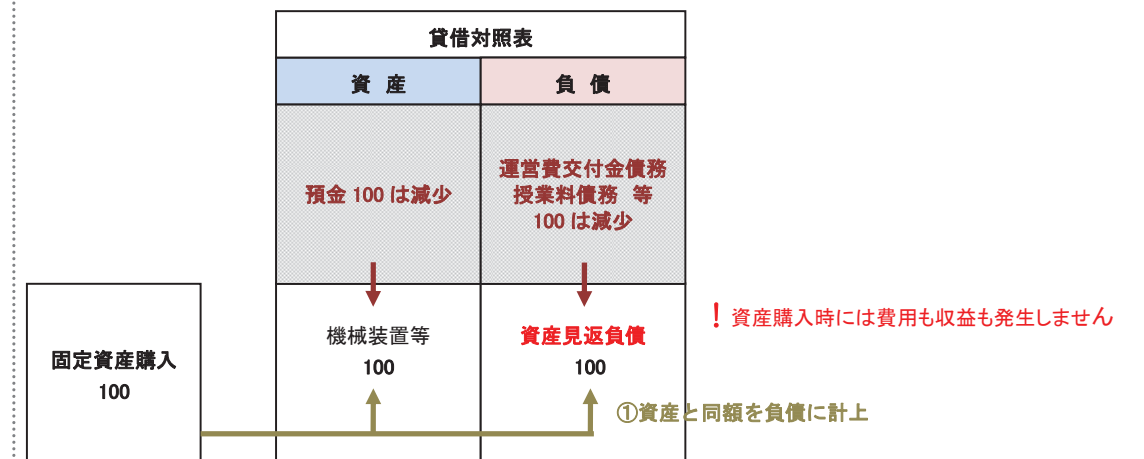 貸借対照表
資 産
負 債
預金 100 は減少
運営費交付金債務
授業料債務 等
100 は減少
固定資産購入
100
機械装置等
100
資産見返負債
100
！資産購入時には費用も収益も発生しません
①資産と同額を負債に計上